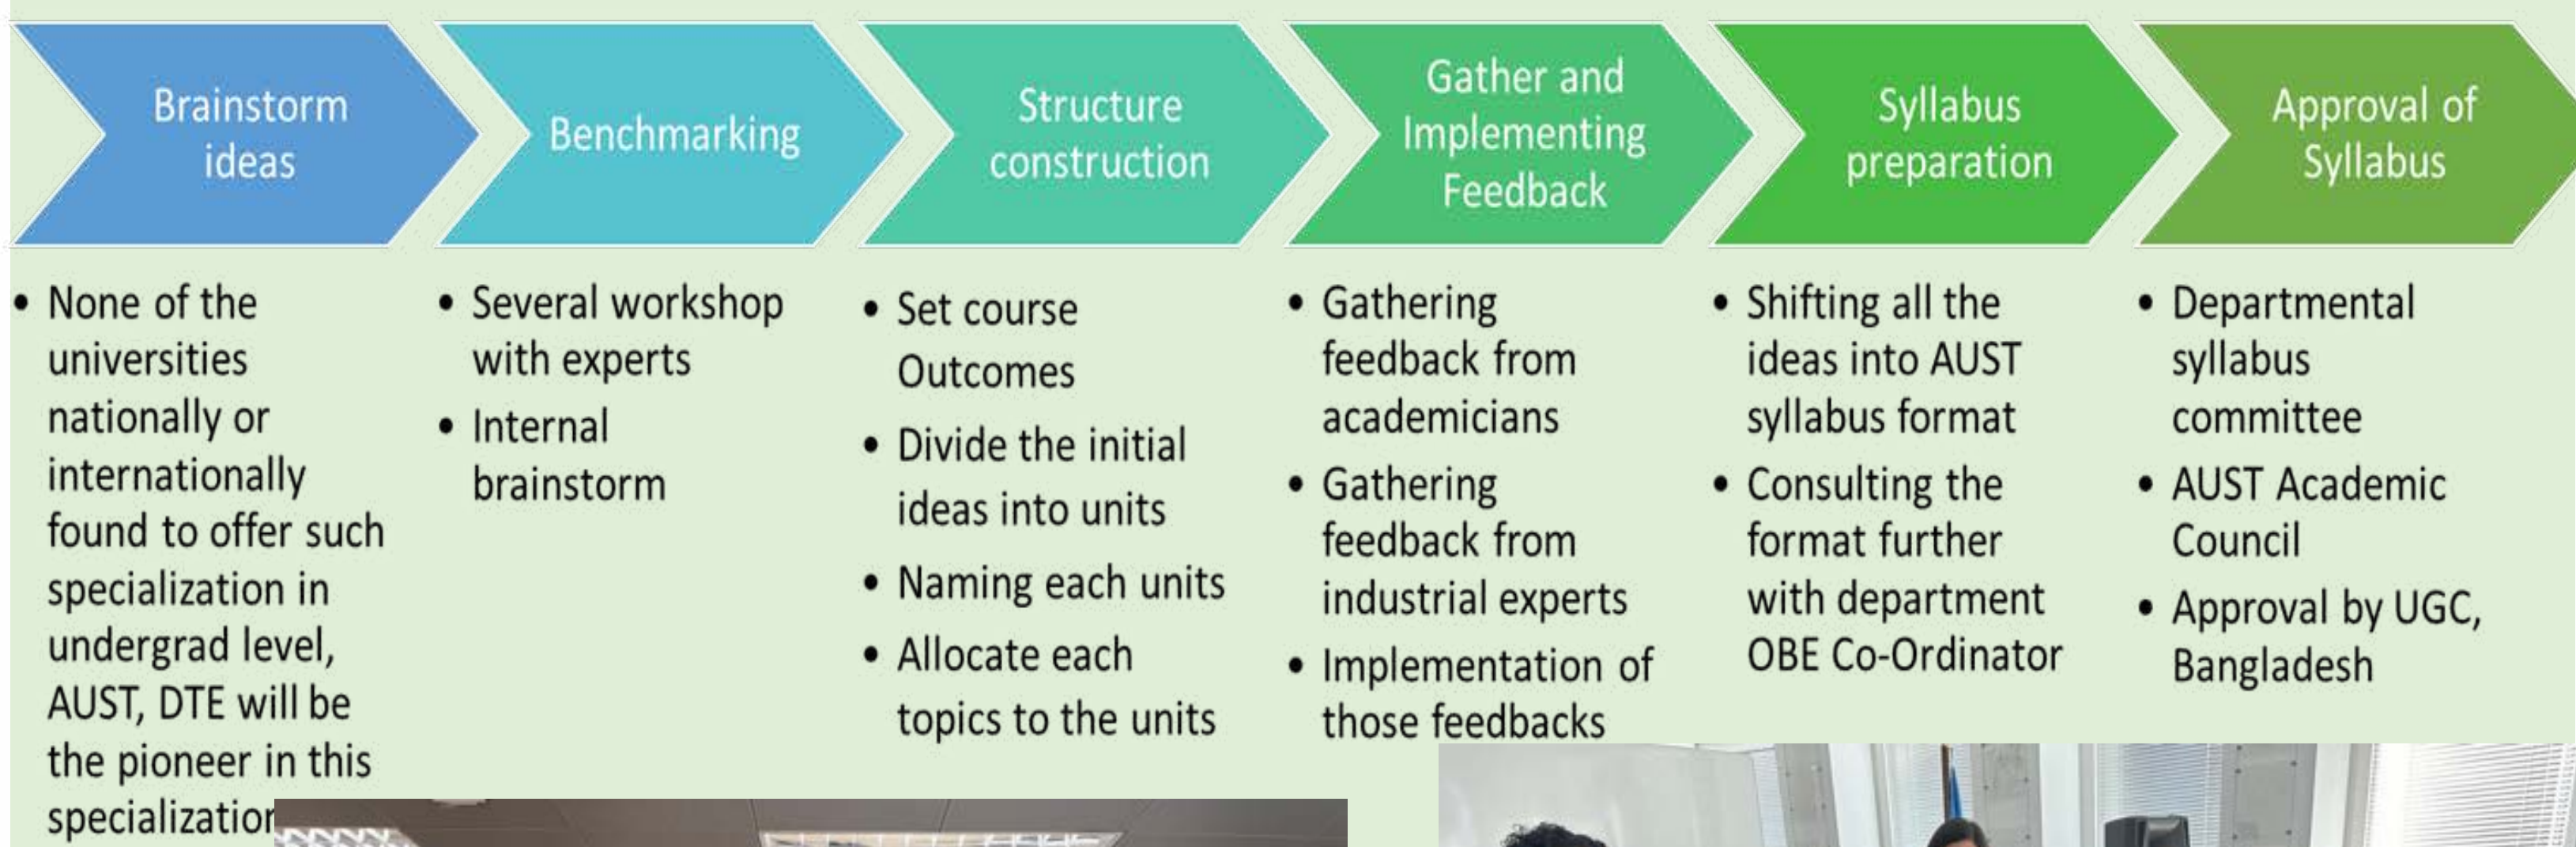 Brainstorm
ideas
Benchmarking
Structure
construction
Gather and
Implementing
Feedback
Syllabus
preparation
Approval of
Syllabus
• None of the
universities
nationally or
internationally
found to offer such
specialization in
undergrad level,
AUST, DTE will be
the pioneer in this
specialization
• Several workshop
with experts
• Internal
brainstorm
• Set course
Outcomes
• Divide the initial
ideas into units
• Naming each units
• Allocate each
topics to the units
• Gathering
feedback from
academicians
• Gathering
feedback from
industrial experts
• Implementation of
those feedbacks
• Shifting all the
ideas into AUST
syllabus format
• Consulting the
format further
with department
OBE Co-Ordinator
• Departmental
syllabus
committee
• AUST Academic
Council
• Approval by UGC,
Bangladesh